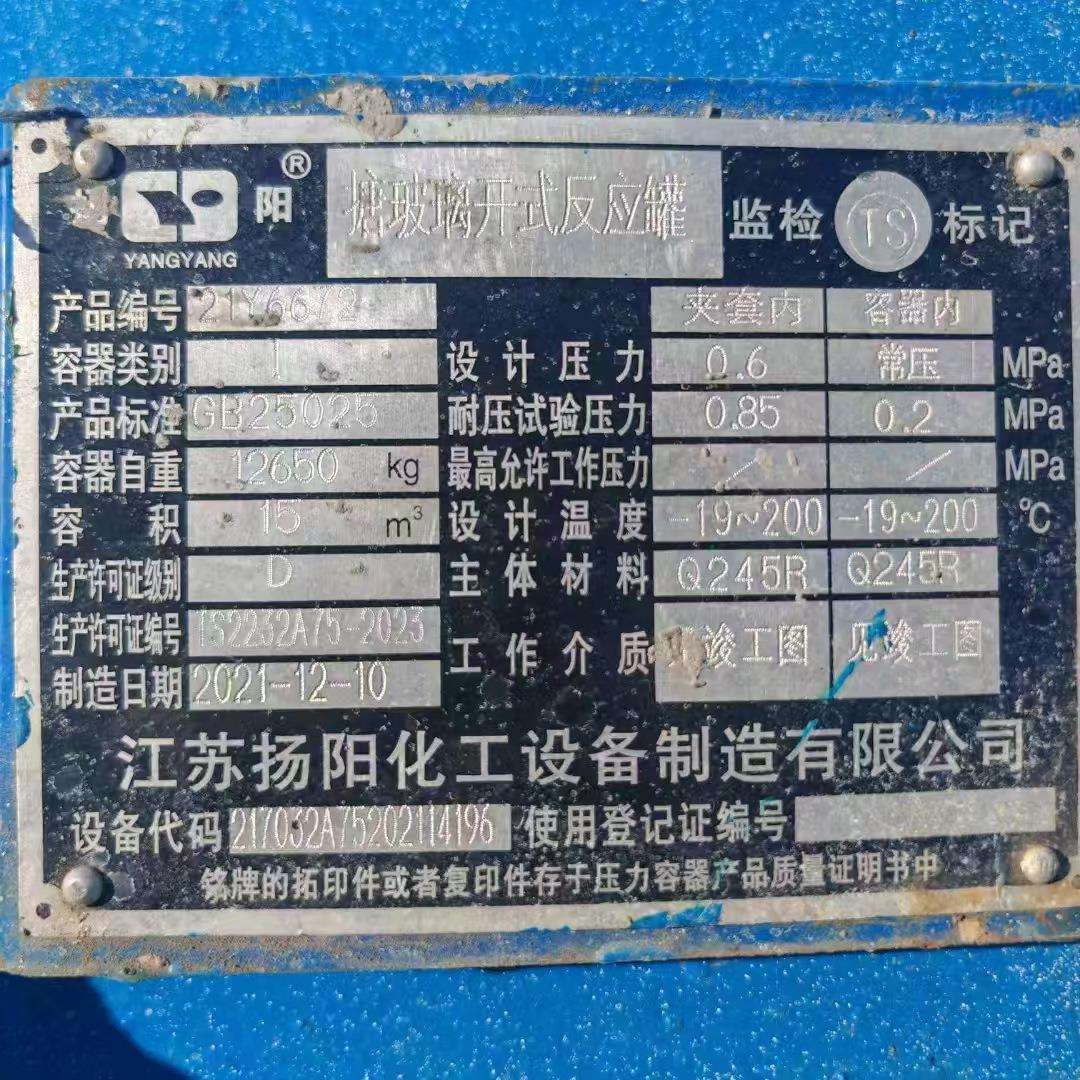 阳® 搪玻璃开式反应罐 监检 TS 标记
YANGYANG
产品编号 21Y6672 夹套内 容器内
容器类别 I 设计压力 0.6 常压 MPa
产品标准 GB25025 耐压试验压力 0.85 0.2 MPa
容器自重 12650 kg 最高允许工作压力 / / MPa
容积 15 m³ 设计温度 -19~200 -19~200 ℃
生产许可证级别 D 主体材料 Q245R Q245R
生产许可证编号 TS2232A75-2023 工作介质 见竣工图 见竣工图
制造日期 2021-12-10
江苏扬阳化工设备制造有限公司
设备代码 217032A75202114196 使用登记证编号
铭牌的拓印件或者复印件存于压力容器产品质量证明书中